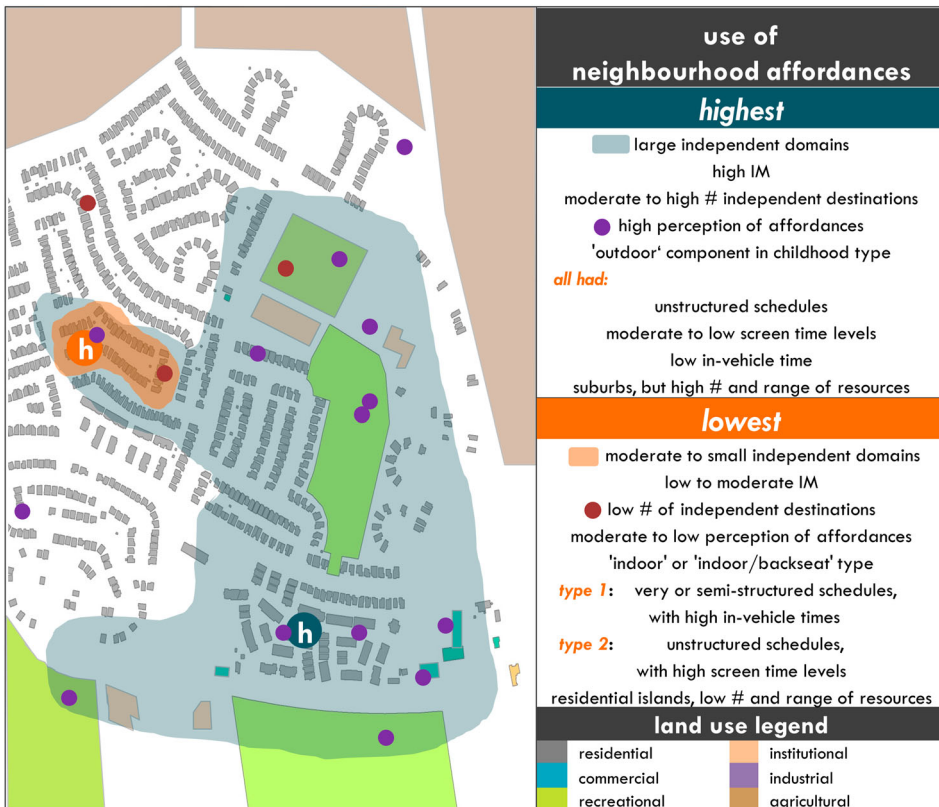 h
h
use of
neighbourhood affordances
highest
large independent domains
high IM
moderate to high # independent destinations
high perception of affordances
'outdoor‘ component in childhood type
all had:
unstructured schedules
moderate to low screen time levels
low in-vehicle time
suburbs, but high # and range of resources
lowest
moderate to small independent domains
low to moderate IM
low # of independent destinations
moderate to low perception of affordances
'indoor' or 'indoor/backseat' type
type 1: very or semi-structured schedules,
with high in-vehicle times
type 2: unstructured schedules,
with high screen time levels
residential islands, low # and range of resources
land use legend
residential institutional
commercial industrial
recreational agricultural